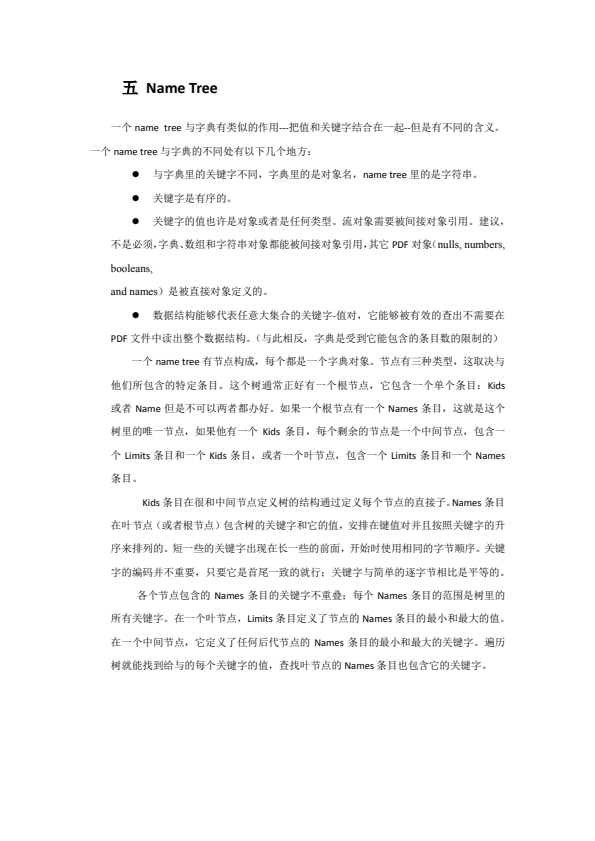 五 Name Tree
一个 name tree 与字典有类似的作用---把值和关键字结合在一起--但是有不同的含义。
一个 name tree 与字典的不同处有以下几个地方：
● 与字典里的关键字不同，字典里的是对象名，name tree 里的是字符串。
● 关键字是有序的。
● 关键字的值也许是对象或者是任何类型。流对象需要被间接对象引用。建议，
不是必须，字典、数组和字符串对象都能被间接对象引用，其它 PDF 对象（nulls, numbers,
booleans,
and names）是被直接对象定义的。
● 数据结构能够代表任意大集合的关键字-值对，它能够被有效的查出不需要在
PDF 文件中读出整个数据结构。（与此相反，字典是受到它能包含的条目数的限制的）
一个 name tree 有节点构成，每个都是一个字典对象。节点有三种类型，这取决与
他们所包含的特定条目。这个树通常正好有一个根节点，它包含一个单个条目：Kids
或者 Name 但是不可以两者都办好。如果一个根节点有一个 Names 条目，这就是这个
树里的唯一节点，如果他有一个 Kids 条目，每个剩余的节点是一个中间节点，包含一
个 Limits 条目和一个 Kids 条目，或者一个叶节点，包含一个 Limits 条目和一个 Names
条目。
Kids 条目在很和中间节点定义树的结构通过定义每个节点的直接子。Names 条目
在叶节点（或者根节点）包含树的关键字和它的值，安排在键值对并且按照关键字的升
序来排列的。短一些的关键字出现在长一些的前面，开始时使用相同的字节顺序。关键
字的编码并不重要，只要它是首尾一致的就行；关键字与简单的逐字节相比是平等的。
各个节点包含的 Names 条目的关键字不重叠；每个 Names 条目的范围是树里的
所有关键字。在一个叶节点，Limits 条目定义了节点的 Names 条目的最小和最大的值。
在一个中间节点，它定义了任何后代节点的 Names 条目的最小和最大的关键字。遍历
树就能找到给与的每个关键字的值，查找叶节点的 Names 条目也包含它的关键字。